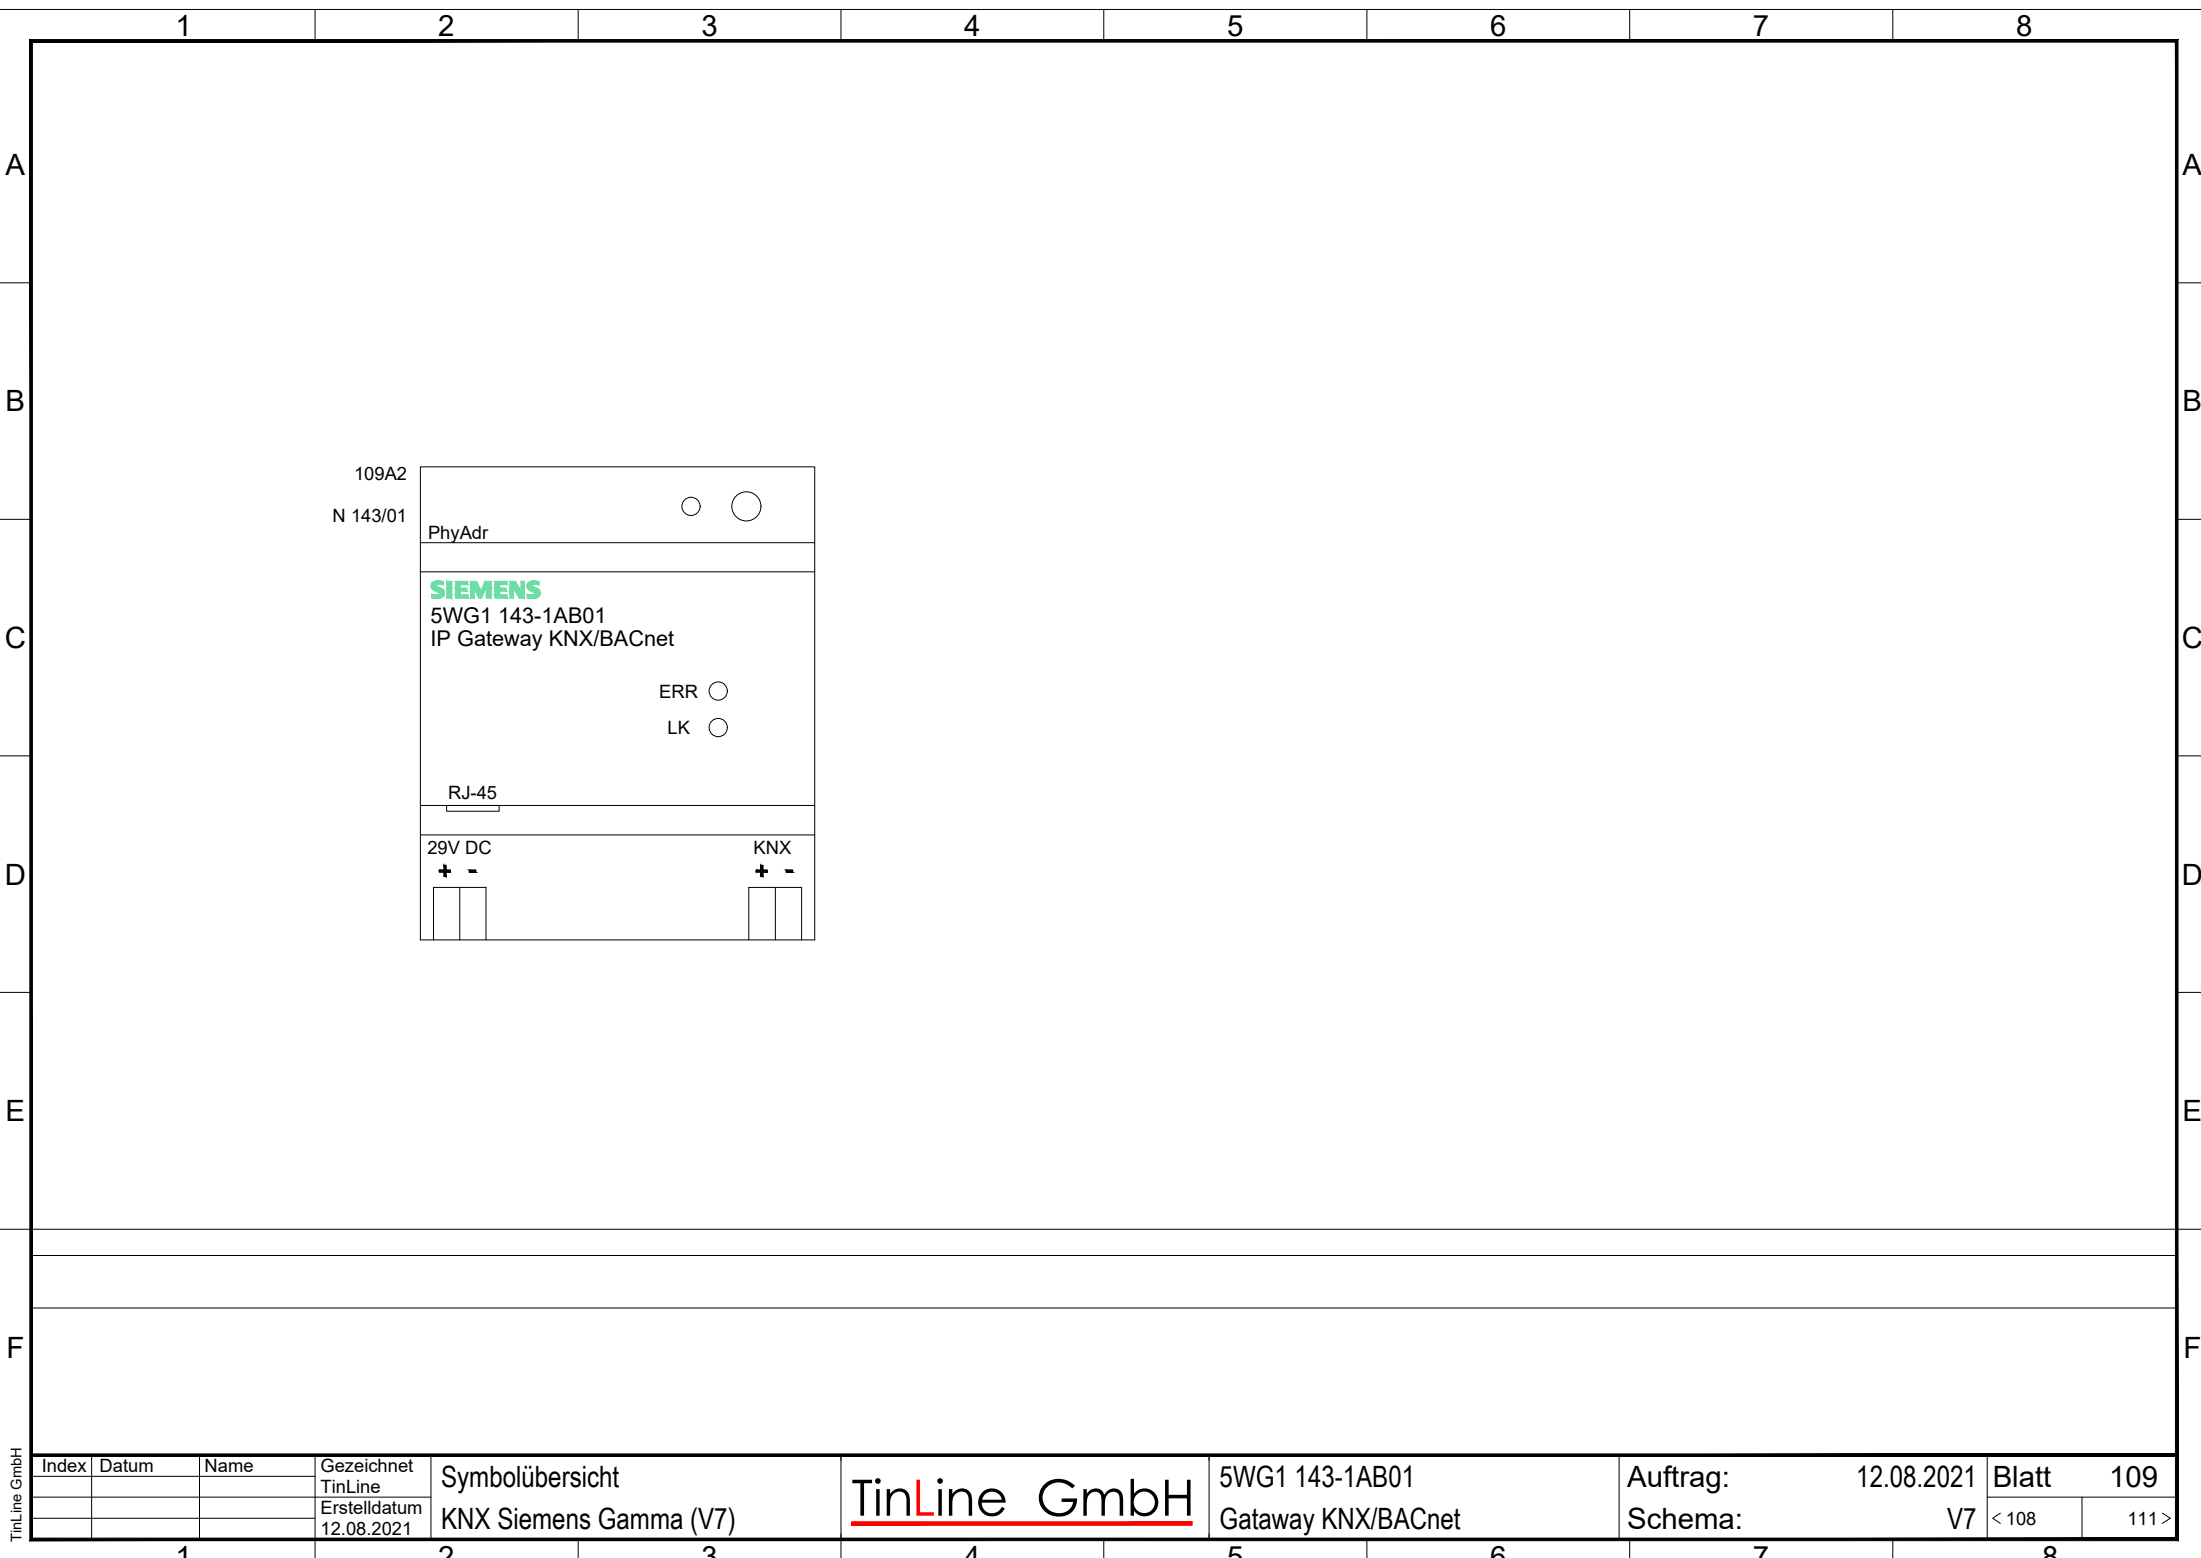 1 2 3 4 5 6 7 8
A A
B B
109A2
N 143/01
PhyAdr
SIEMENS
5WG1 143-1AB01
IP Gateway KNX/BACnet
C C
ERR
LK
RJ-45
29V DC KNX
+ - + -
D D
E E
F F
TinLine GmbH
Index Datum Name
Gezeichnet
TinLine
Erstelldatum
12.08.2021
Symbolübersicht
KNX Siemens Gamma (V7)
TinLine GmbH
5WG1 143-1AB01
Gataway KNX/BACnet
Auftrag: 12.08.2021
Schema: V7
Blatt 109
< 108 111 >
1 2 3 4 5 6 7 8